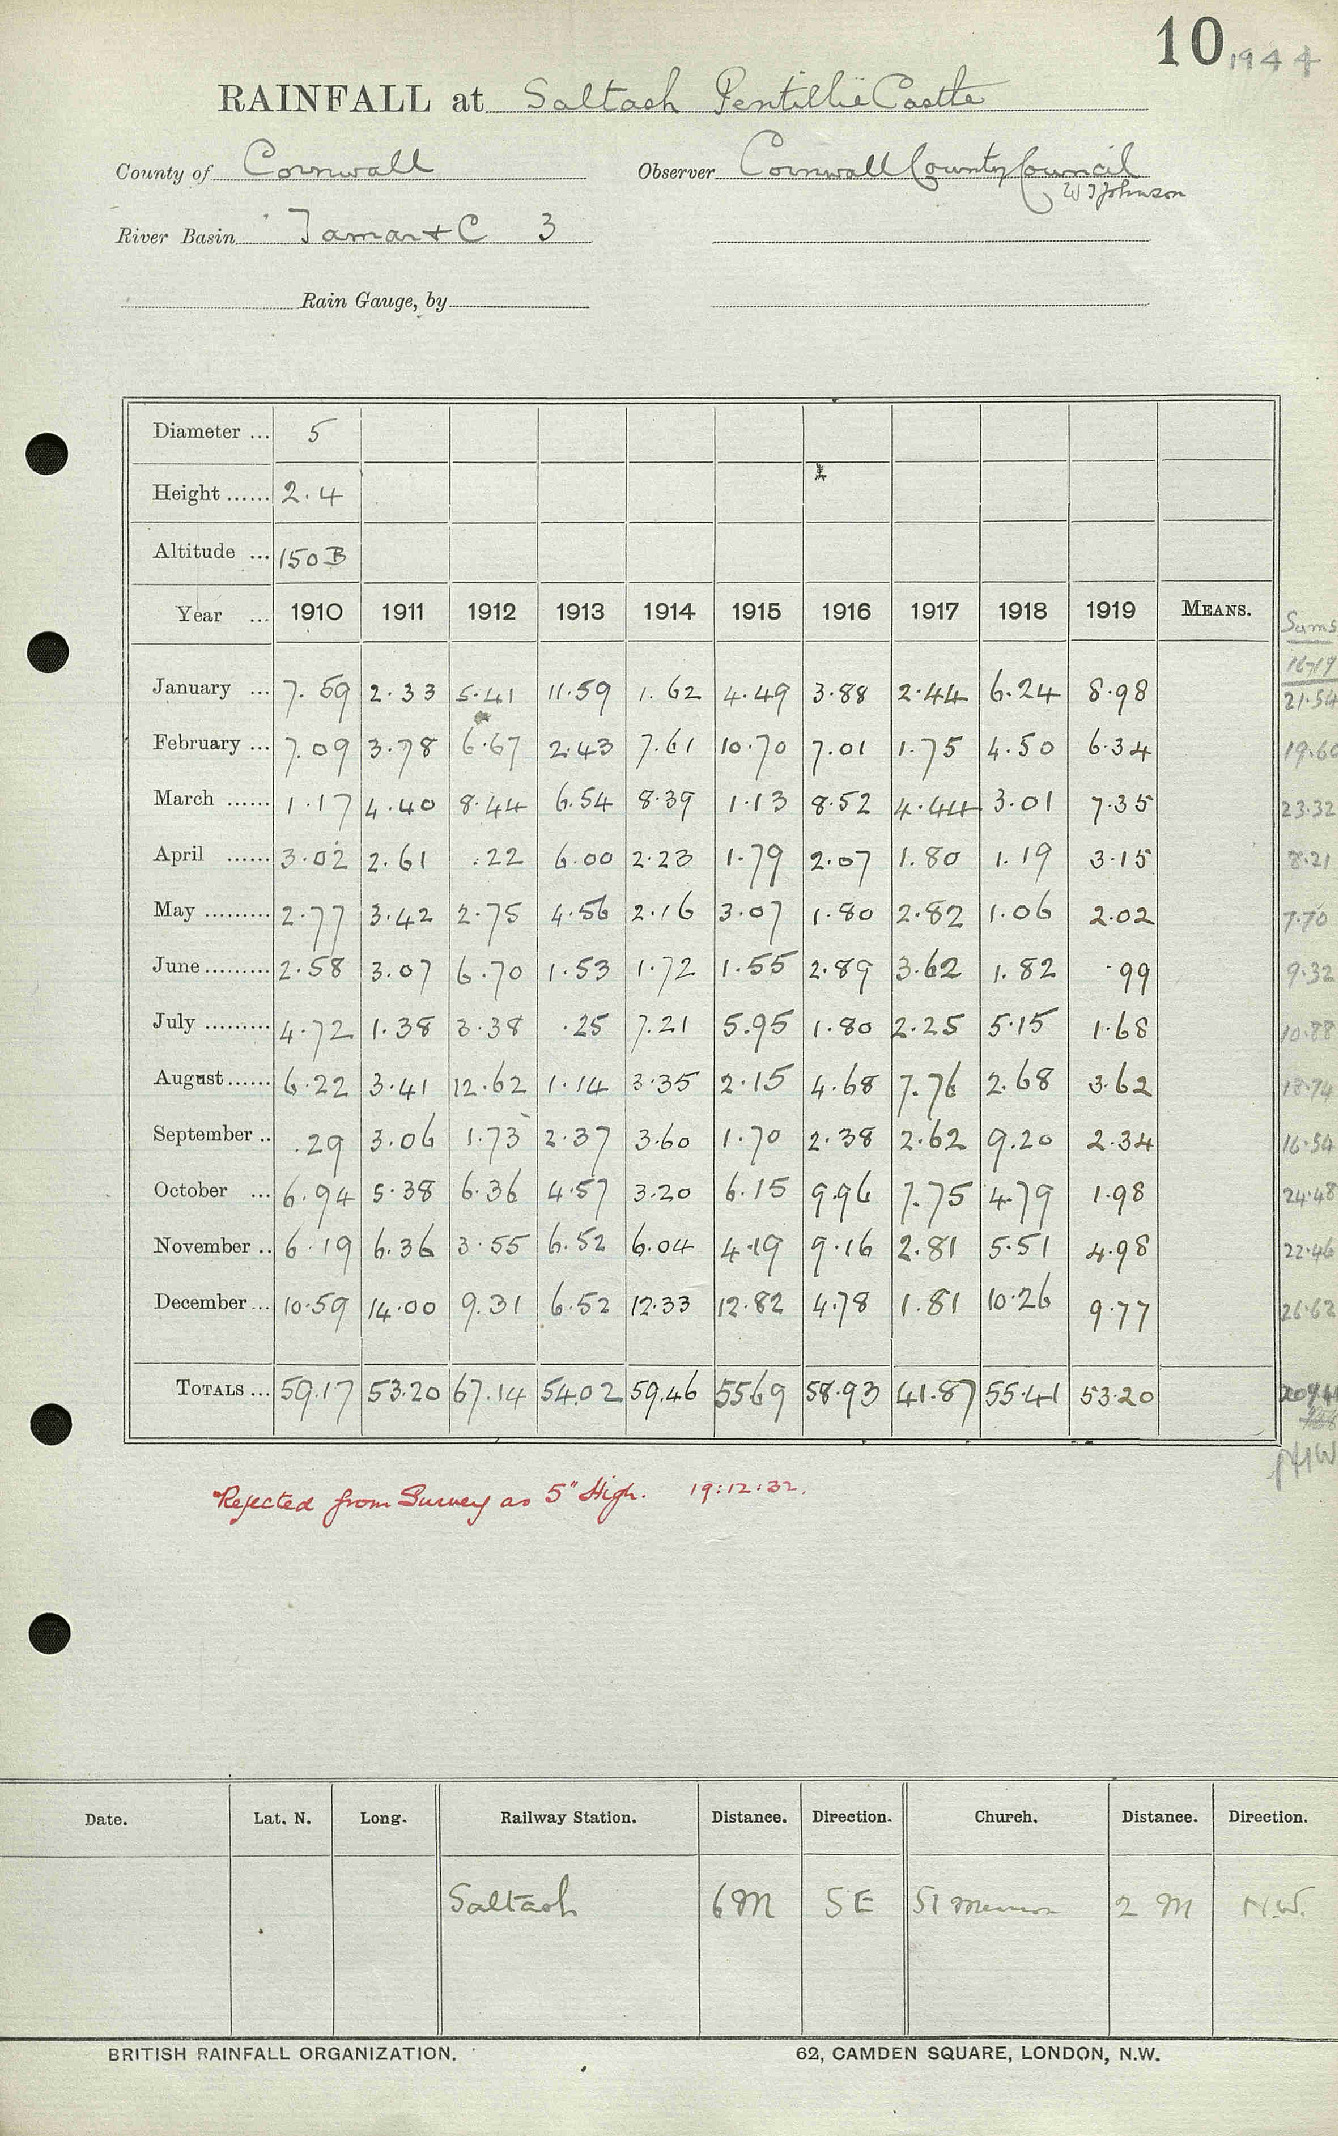 10 1944
RAINFALL at Saltash Pentillie Castle
County of Cornwall Observer Cornwall County Council
W J Johnson
River Basin Tamar + C 3
Rain Gauge, by
Diameter ... 5
Height ...... 2.4
Altitude ... 150 B
Year ... 1910 1911 1912 1913 1914 1915 1916 1917 1918 1919 MEANS. Sums
16-19
January ... 7.59 2.33 5.41 11.59 1.62 4.49 3.88 2.44 6.24 8.98 21.54
February ... 7.09 3.78 6.67 2.43 7.61 10.70 7.01 1.75 4.50 6.34 19.60
March ...... 1.17 4.40 8.44 6.54 8.39 1.13 8.52 4.44 3.01 7.35 23.32
April ...... 3.02 2.61 .22 6.00 2.23 1.79 2.07 1.80 1.19 3.15 8.21
May ......... 2.77 3.42 2.75 4.56 2.16 3.07 1.80 2.82 1.06 2.02 7.70
June ......... 2.58 3.07 6.70 1.53 1.72 1.55 2.89 3.62 1.82 .99 9.32
July ......... 4.72 1.38 3.38 .25 7.21 5.95 1.80 2.25 5.15 1.68 10.88
August ...... 6.22 3.41 12.62 1.14 3.35 2.15 4.68 7.76 2.68 3.62 18.74
September .. .29 3.06 1.73 2.37 3.60 1.70 2.38 2.62 9.20 2.34 16.54
October ... 6.94 5.38 6.36 4.57 3.20 6.15 9.96 7.75 4.79 1.98 24.48
November .. 6.19 6.36 3.55 6.52 6.04 4.19 9.16 2.81 5.51 4.98 22.46
December ... 10.59 14.00 9.31 6.52 12.33 12.82 4.78 1.81 10.26 9.77 26.62
TOTALS ... 59.17 53.20 67.14 54.02 59.46 55.69 58.93 41.87 55.41 53.20
Rejected from Survey as 5" High. 19:12:32.
Date. Lat. N. Long. Railway Station. Distance. Direction. Church. Distance. Direction.
Saltash 6 M SE St 2 M N.W.
BRITISH RAINFALL ORGANIZATION. 62, CAMDEN SQUARE, LONDON, N.W.